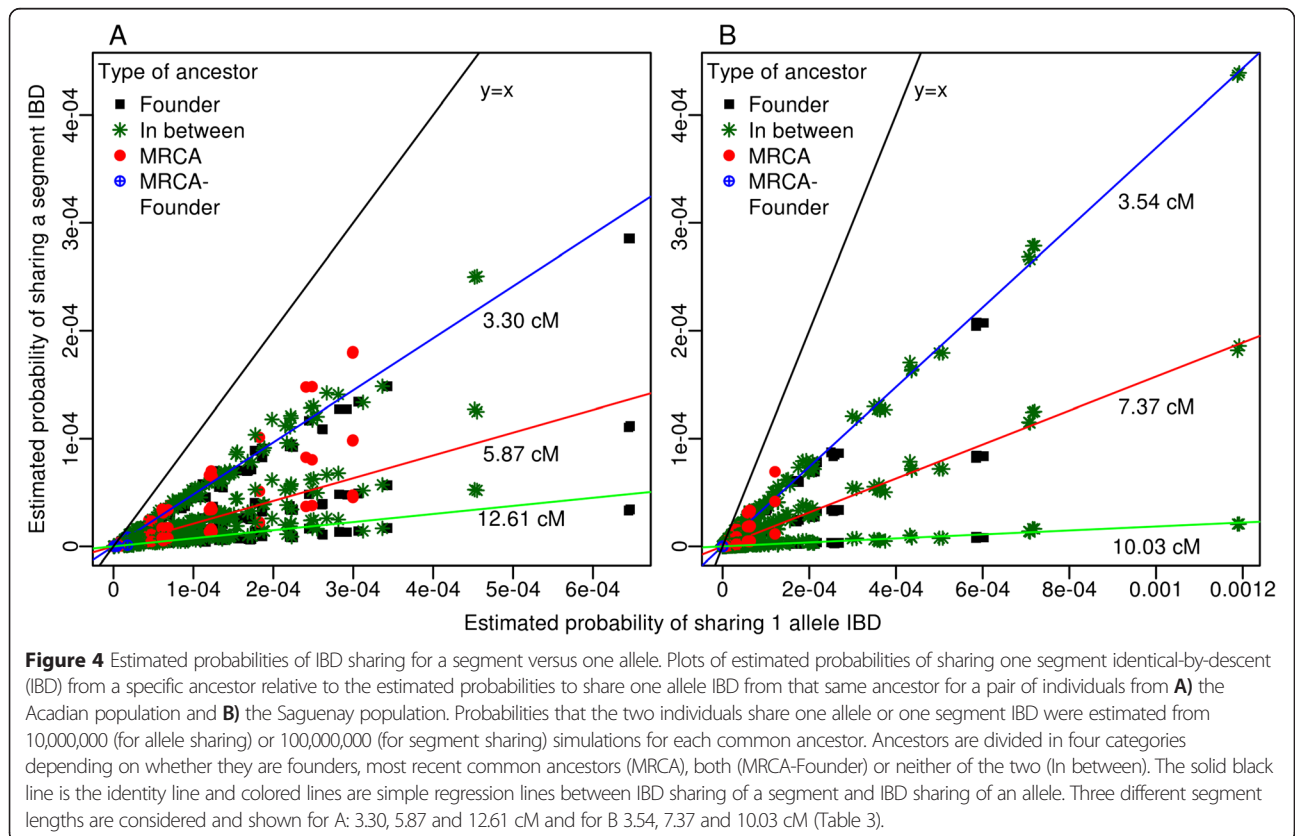 A
Type of ancestor
Founder
In between
MRCA
MRCA-
Founder
y=x
3.30 cM
5.87 cM
12.61 cM
0
1e-04
2e-04
3e-04
4e-04
0
1e-04
2e-04
3e-04
4e-04
5e-04
6e-04
Estimated probability of sharing a segment IBD
B
Type of ancestor
Founder
In between
MRCA
MRCA-
Founder
y=x
3.54 cM
7.37 cM
10.03 cM
0
1e-04
2e-04
3e-04
4e-04
0
2e-04
4e-04
6e-04
8e-04
0.001
0.0012
Estimated probability of sharing 1 allele IBD
Figure 4 Estimated probabilities of IBD sharing for a segment versus one allele. Plots of estimated probabilities of sharing one segment identical-by-descent
(IBD) from a specific ancestor relative to the estimated probabilities to share one allele IBD from that same ancestor for a pair of individuals from A) the
Acadian population and B) the Saguenay population. Probabilities that the two individuals share one allele or one segment IBD were estimated from
10,000,000 (for allele sharing) or 100,000,000 (for segment sharing) simulations for each common ancestor. Ancestors are divided in four categories
depending on whether they are founders, most recent common ancestors (MRCA), both (MRCA-Founder) or neither of the two (In between). The solid black
line is the identity line and colored lines are simple regression lines between IBD sharing of a segment and IBD sharing of an allele. Three different segment
lengths are considered and shown for A: 3.30, 5.87 and 12.61 cM and for B 3.54, 7.37 and 10.03 cM (Table 3).